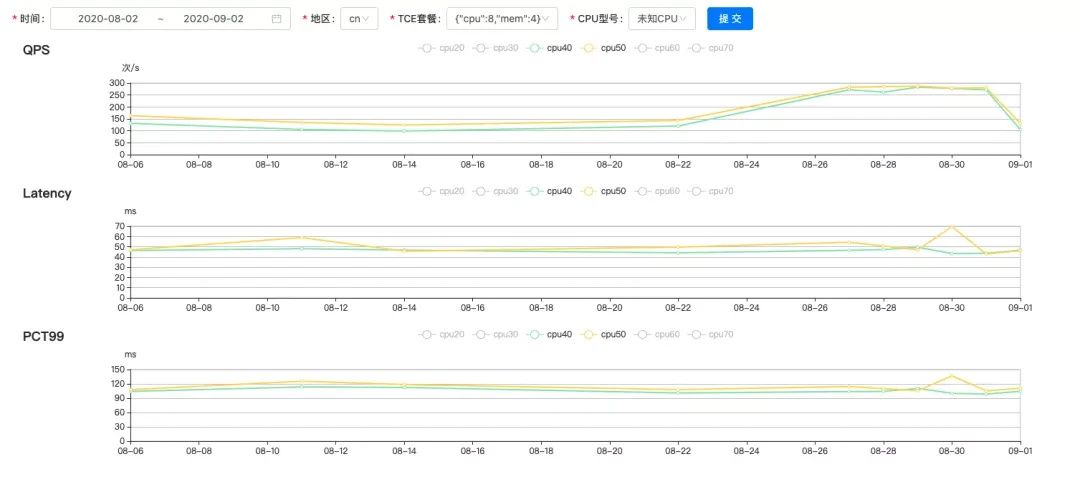 * 时间： 2020-08-02 ~ 2020-09-02 * 地区： cn * TCE套餐： {"cpu":8,"mem":4} * CPU型号： 未知CPU 提 交
QPS
cpu20 cpu30 cpu40 cpu50 cpu60 cpu70
次/s
300
250
200
150
100
50
0
08-06 08-08 08-10 08-12 08-14 08-16 08-18 08-20 08-22 08-24 08-26 08-28 08-30 09-01
Latency
cpu20 cpu30 cpu40 cpu50 cpu60 cpu70
ms
70
60
50
40
30
20
10
0
08-06 08-08 08-10 08-12 08-14 08-16 08-18 08-20 08-22 08-24 08-26 08-28 08-30 09-01
PCT99
cpu20 cpu30 cpu40 cpu50 cpu60 cpu70
ms
150
120
90
60
30
0
08-06 08-08 08-10 08-12 08-14 08-16 08-18 08-20 08-22 08-24 08-26 08-28 08-30 09-01